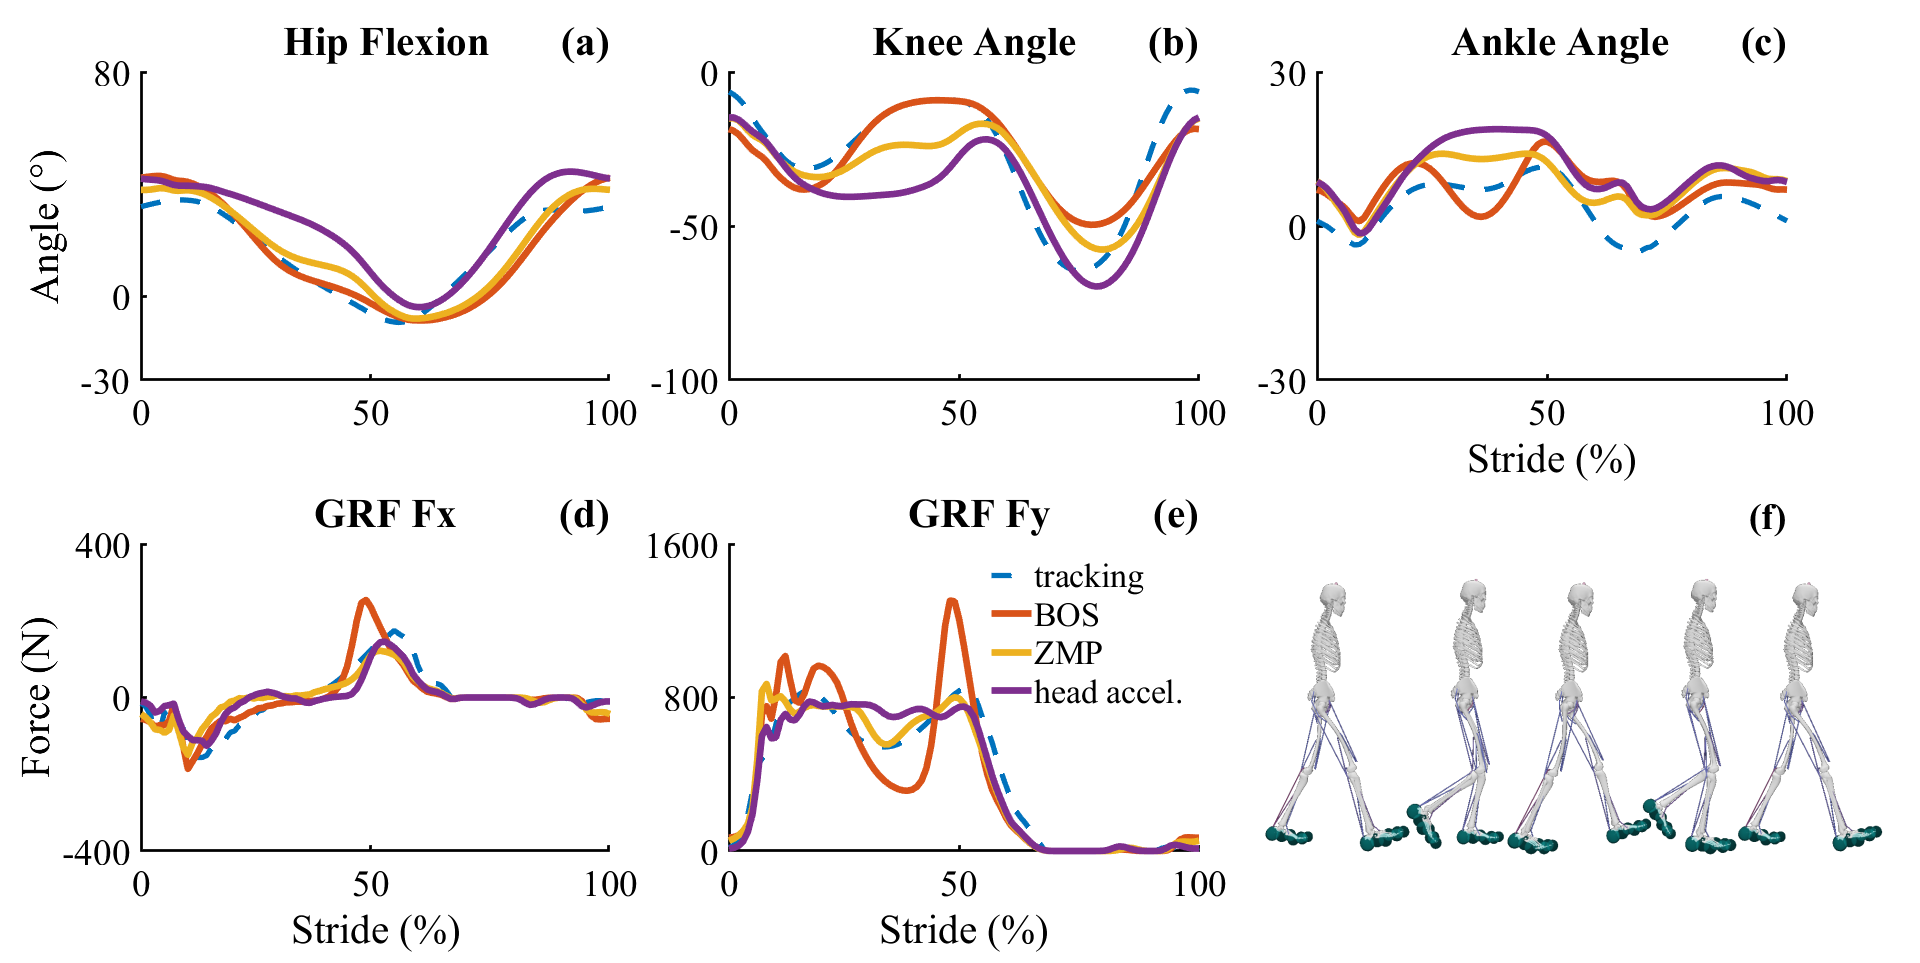 Hip Flexion (a)
Knee Angle (b)
Ankle Angle (c)
80
0
-30
Angle (°)
0 50 100
0
-50
-100
0 50 100
30
0
-30
0 50 100
Stride (%)
GRF Fx (d)
GRF Fy (e)
(f)
400
0
-400
Force (N)
0 50 100
Stride (%)
1600
800
0
tracking
BOS
ZMP
head accel.
0 50 100
Stride (%)